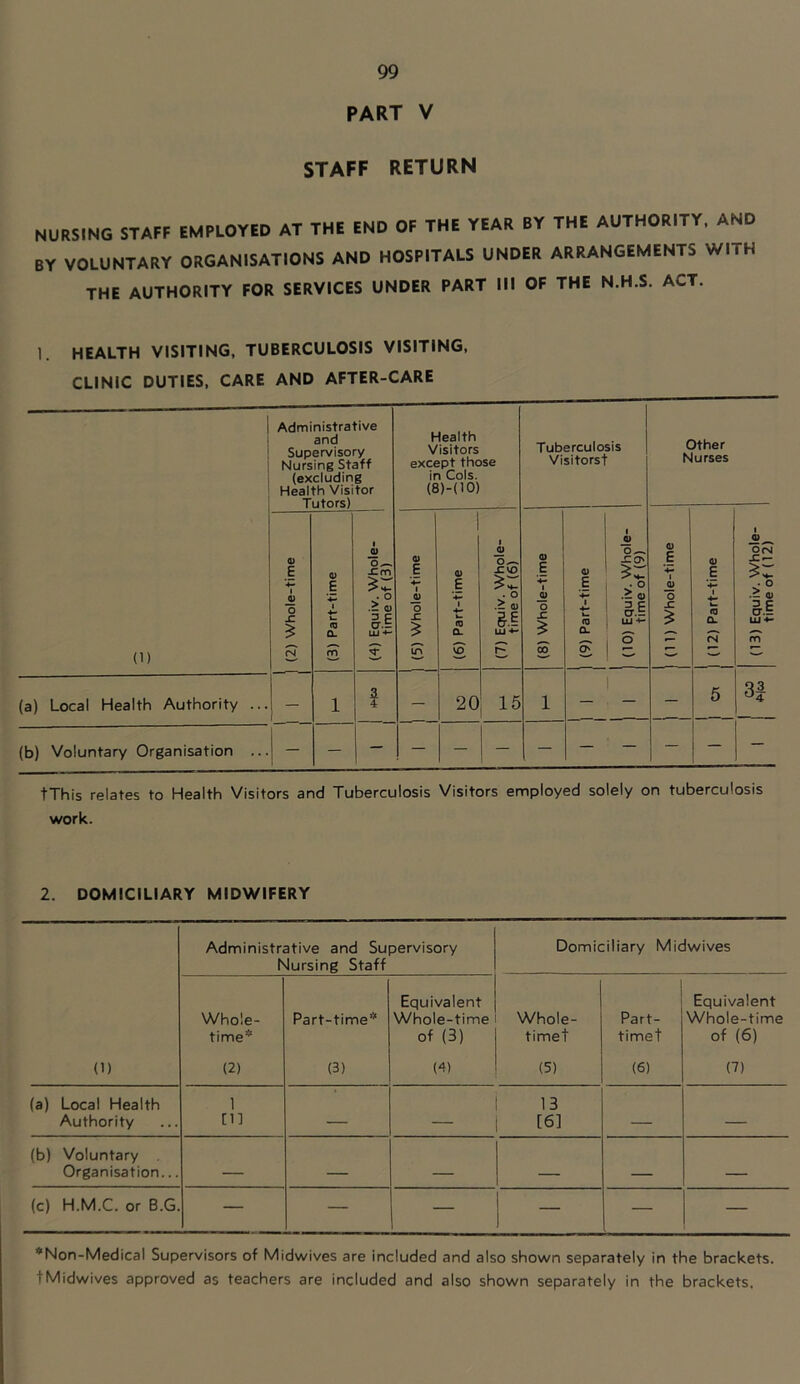 99
PART V
STAFF RETURN
NURSING STAFF EMPLOYED AT THE END OF THE YEAR BY THE AUTHORITY, AND
BY VOLUNTARY ORGANISATIONS AND HOSPITALS UNDER ARRANGEMENTS WITH
THE AUTHORITY FOR SERVICES UNDER PART III OF THE N.H.S. ACT.
1. HEALTH VISITING, TUBERCULOSIS VISITING,
CLINIC DUTIES, CARE AND AFTER-CARE
(1)
Administrative
and
Supervisory
Nursing Staff
(excluding
Health Visitor
Tutors)
Health
Visitors
except those
in Cols.
(8)-(10)
Tuberculosis
Visitors†
Other
Nurses
(2) Whole-time
(3) Part-time
(4) Equiv. Whole-
time of (3)
(5) Whole-time
(6) Part-time
(7) Equiv. Whole-
time of (6)
(8) Whole-time
(9) Part-time
(10) Equiv. Whole-
time of (9)
(11) Whole-time
(12) Part-time
(13) Equiv. Whole-
time of (12)
(a) Local Health Authority ... — 1 ¾ — 20 15 1 — — — 5 3¾
(b) Voluntary Organisation ... — — — — — — — — — — — —
†This relates to Health Visitors and Tuberculosis Visitors employed solely on tuberculosis
work.
2. DOMICILIARY MIDWIFERY
Administrative and Supervisory
Nursing Staff
Domiciliary Midwives
(1)
Whole-
time*
(2)
Part-time*
(3)
Equivalent
Whole-time
of (3)
(4)
Whole-
time†
(5)
Part-
time†
(6)
Equivalent
Whole-time
of (6)
(7)
(a) Local Health 1 13
Authority ... [1] — — [6] — —
(b) Voluntary
Organisation... — — — — — —
(c) H.M.C. or B.G. — — — — — —
*Non-Medical Supervisors of Midwives are included and also shown separately in the brackets.
†Midwives approved as teachers are included and also shown separately in the brackets.